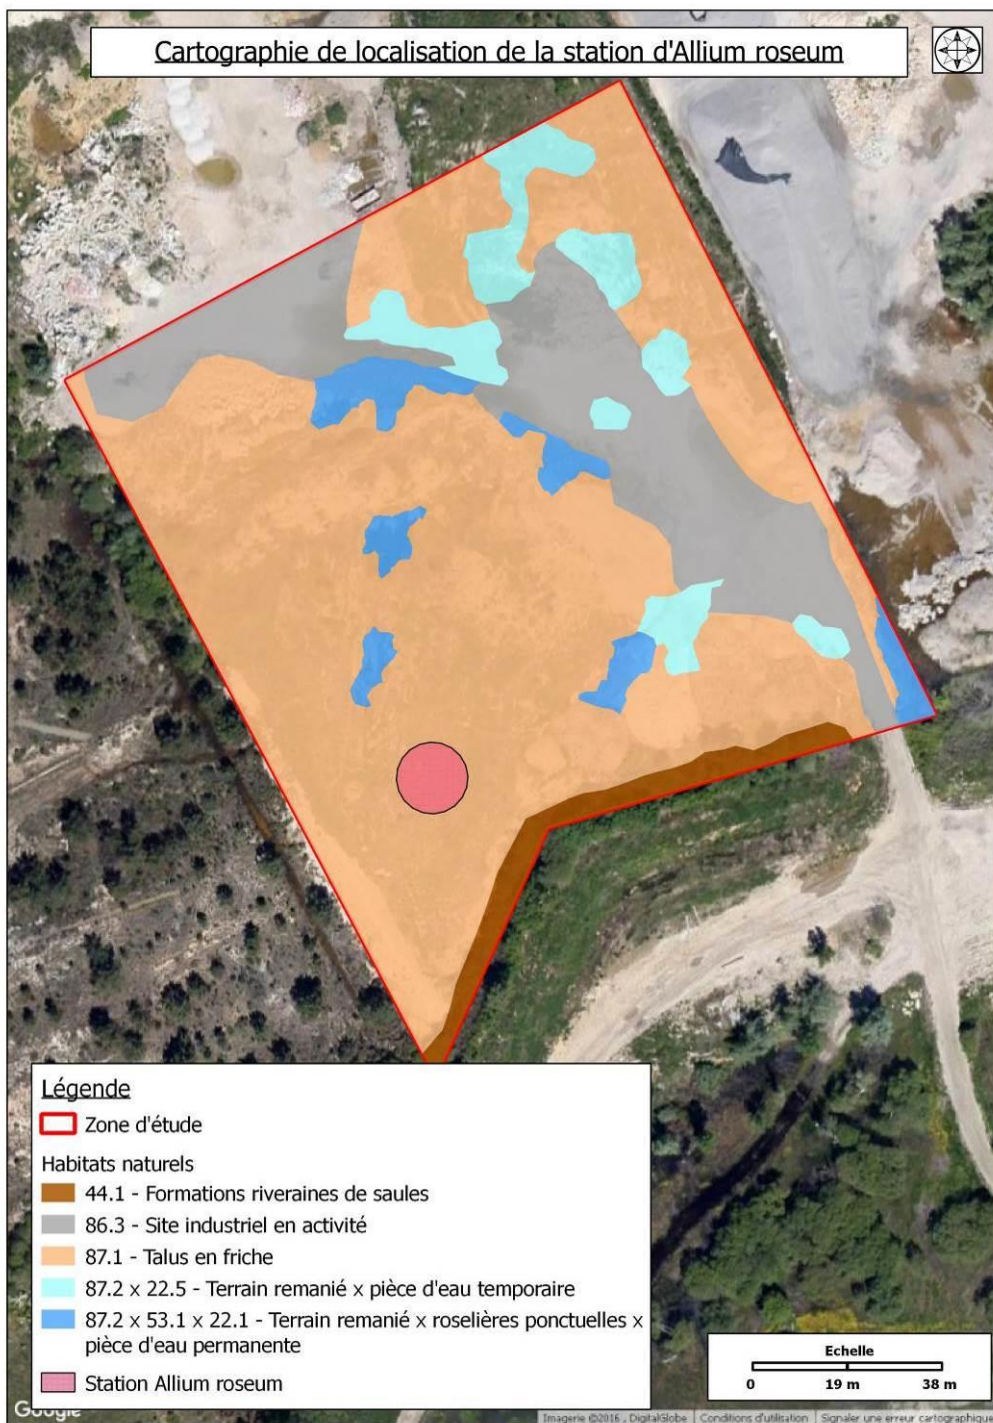 Cartographie de localisation de la station d'Allium roseum
Légende
Zone d'étude
Habitats naturels
44.1 - Formations riveraines de saules
86.3 - Site industriel en activité
87.1 - Talus en friche
87.2 x 22.5 - Terrain remanié x pièce d'eau temporaire
87.2 x 53.1 x 22.1 - Terrain remanié x roselières ponctuelles x
pièce d'eau permanente
Station Allium roseum
Echelle
0 19 m 38 m
Google
Imagerie ©2016 , DigitalGlobe Conditions d'utilisation Signaler une erreur cartographique